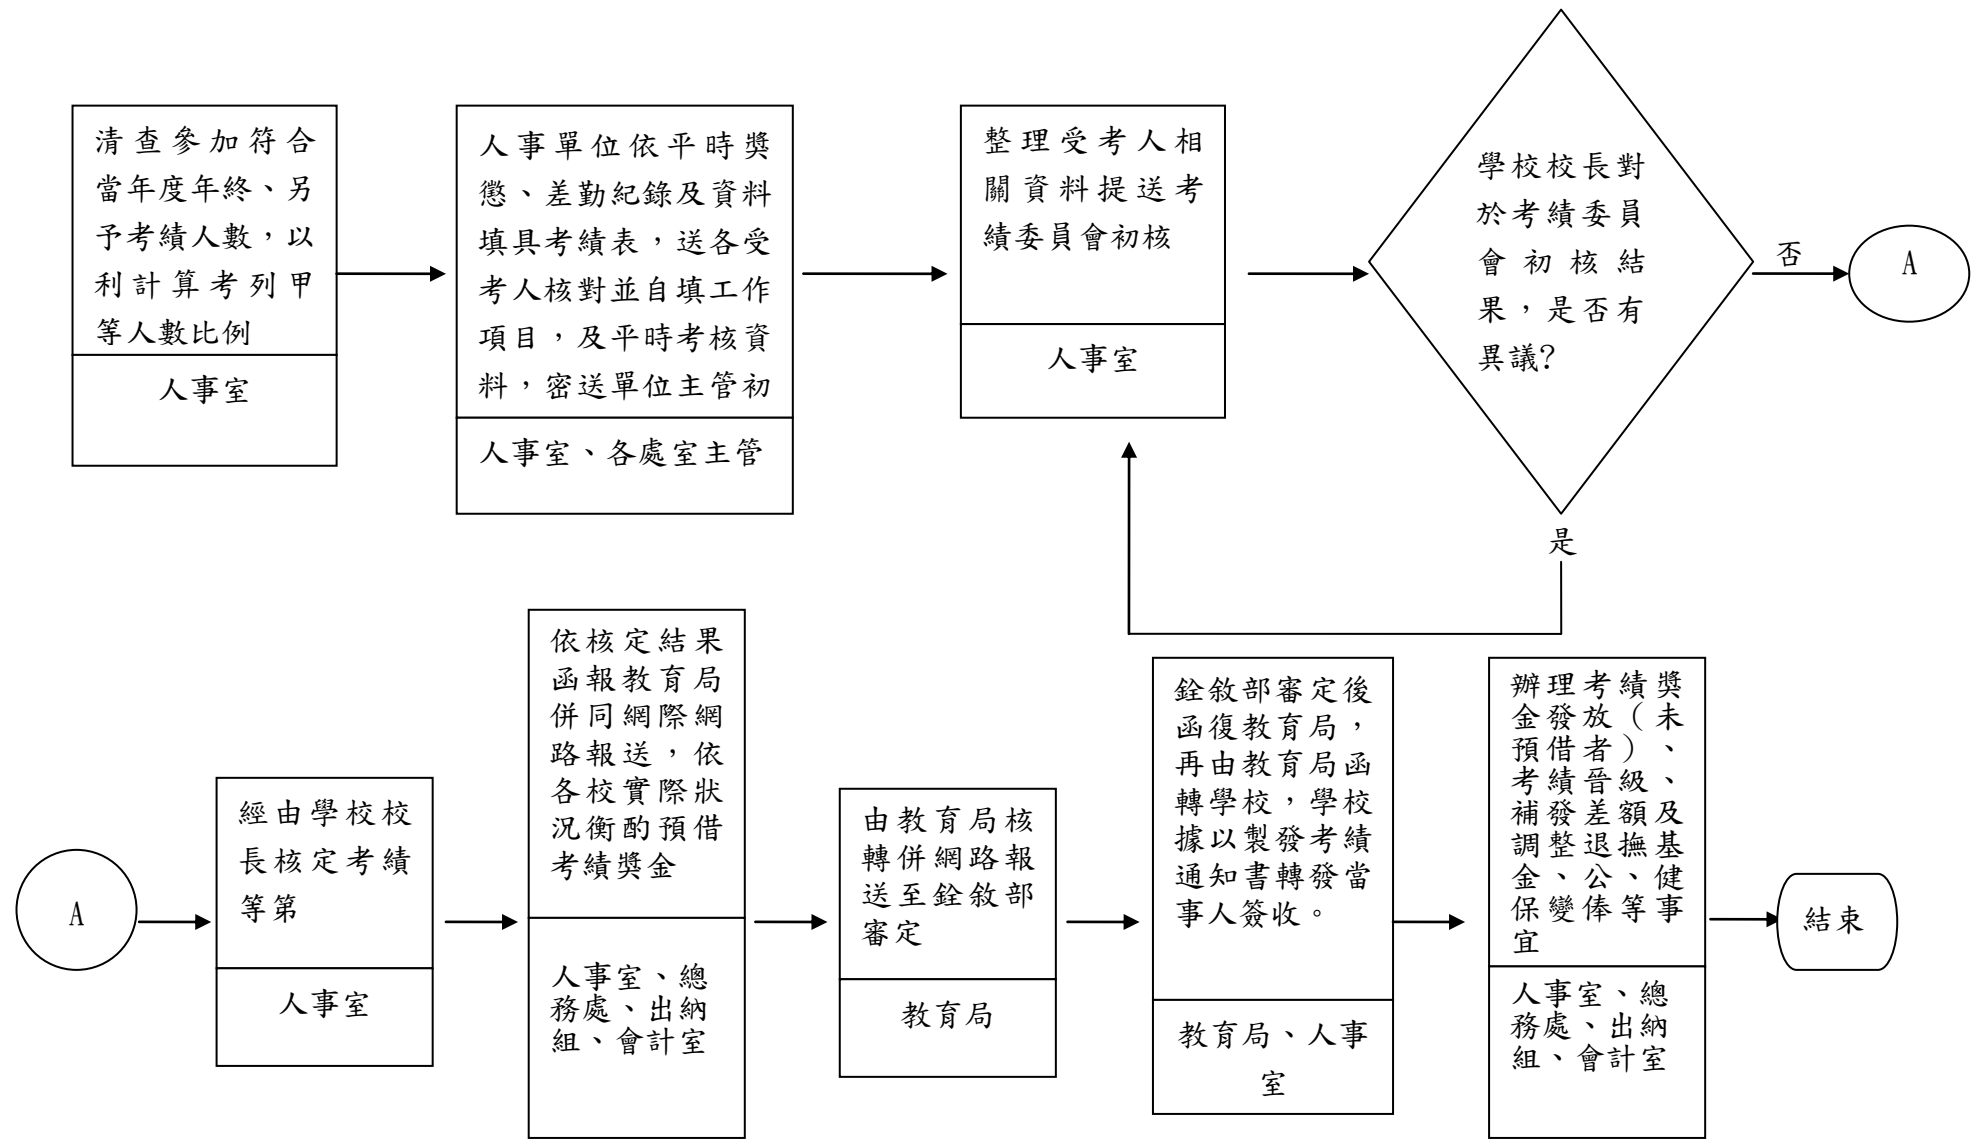 清查參加符合
當年度年終、另
予考績人數，以
利計算考列甲
等人數比例
人事室
人事單位依平時獎
懲、差勤紀錄及資料
填具考績表，送各受
考人核對並自填工作
項目，及平時考核資
料，密送單位主管初
人事室、各處室主管
整理受考人相
關資料提送考
績委員會初核
人事室
學校校長對
於考績委員
會初核結
果，是否有
異議?
否
A
是
A
經由學校校
長核定考績
等第
人事室
依核定結果
函報教育局
併同網際網
路報送，依
各校實際狀
況衡酌預借
考績獎金
人事室、總
務處、出納
組、會計室
由教育局核
轉併網路報
送至銓敘部
審定
教育局
銓敘部審定後
函復教育局，
再由教育局函
轉學校，學校
據以製發考績
通知書轉發當
事人簽收。
教育局、人事
室
辦理考績獎
金發放（未
預借者）、
考績晉級、
補發差額及
調整退撫基
金、公、健
保變俸等事
宜
人事室、總
務處、出納
組、會計室
結束